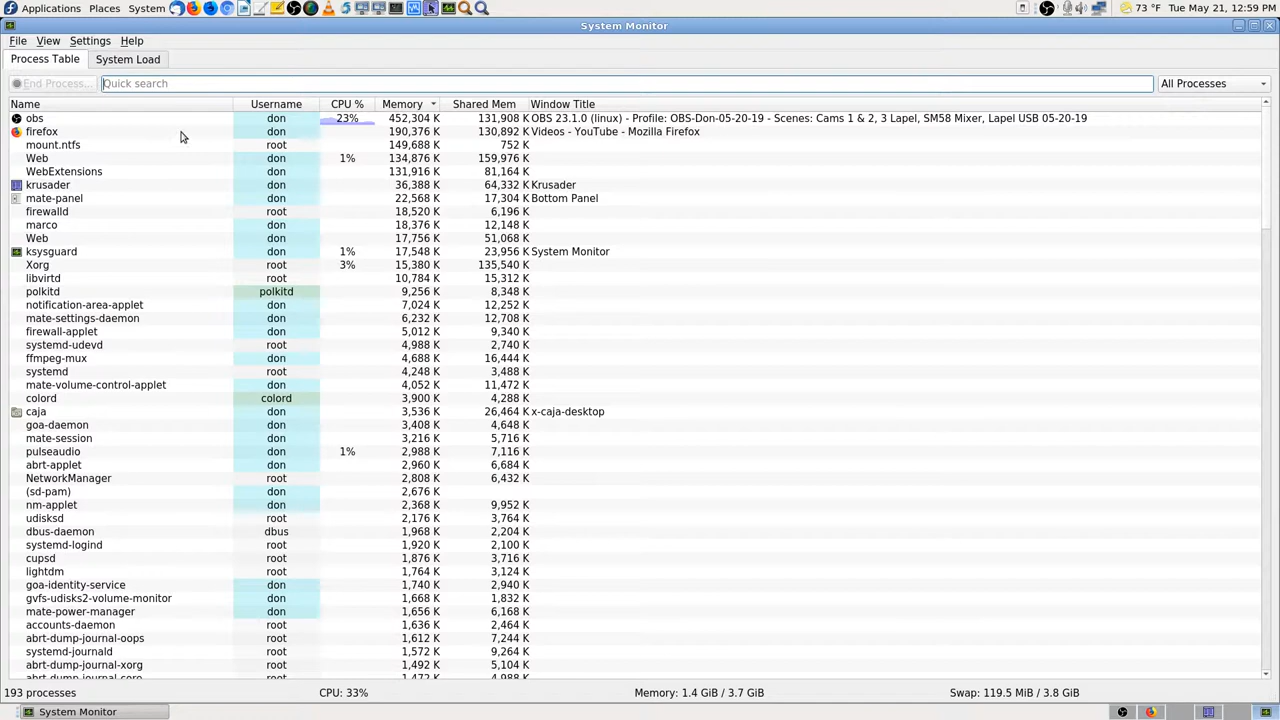 Applications Places System 73 °F Tue May 21, 12:59 PM
System Monitor
File View Settings Help
Process Table System Load
End Process... Quick search All Processes
Name Username CPU % Memory Shared Mem Window Title
obs don 23% 452,304 K 131,908 K OBS 23.1.0 (linux) - Profile: OBS-Don-05-20-19 - Scenes: Cams 1 & 2, 3 Lapel, SM58 Mixer, Lapel USB 05-20-19
firefox don 190,376 K 130,892 K Videos - YouTube - Mozilla Firefox
mount.ntfs root 149,688 K 752 K
Web don 1% 134,876 K 159,976 K
WebExtensions don 131,916 K 81,164 K
krusader don 36,388 K 64,332 K Krusader
mate-panel don 22,568 K 17,304 K Bottom Panel
firewalld root 18,520 K 6,196 K
marco don 18,376 K 12,148 K
Web don 17,756 K 51,068 K
ksysguard don 1% 17,548 K 23,956 K System Monitor
Xorg root 3% 15,380 K 135,540 K
libvirtd root 10,784 K 15,312 K
polkitd polkitd 9,256 K 8,348 K
notification-area-applet don 7,024 K 12,252 K
mate-settings-daemon don 6,232 K 12,708 K
firewall-applet don 5,012 K 9,340 K
systemd-udevd root 4,988 K 2,740 K
ffmpeg-mux don 4,688 K 16,444 K
systemd root 4,248 K 3,488 K
mate-volume-control-applet don 4,052 K 11,472 K
colord colord 3,900 K 4,288 K
caja don 3,536 K 26,464 K x-caja-desktop
goa-daemon don 3,408 K 4,648 K
mate-session don 3,216 K 5,716 K
pulseaudio don 1% 2,988 K 7,116 K
abrt-applet don 2,960 K 6,684 K
NetworkManager root 2,808 K 6,432 K
(sd-pam) don 2,676 K
nm-applet don 2,368 K 9,952 K
udisksd root 2,176 K 3,764 K
dbus-daemon dbus 1,968 K 2,204 K
systemd-logind root 1,920 K 2,100 K
cupsd root 1,876 K 3,716 K
lightdm root 1,764 K 3,124 K
goa-identity-service don 1,740 K 2,940 K
gvfs-udisks2-volume-monitor don 1,668 K 1,832 K
mate-power-manager don 1,656 K 6,168 K
accounts-daemon root 1,636 K 2,464 K
abrt-dump-journal-oops root 1,612 K 7,244 K
systemd-journald root 1,572 K 9,264 K
abrt-dump-journal-xorg root 1,492 K 5,104 K
abrt-dump-journal-core root 1,424 K 4,988 K
193 processes CPU: 33% Memory: 1.4 GiB / 3.7 GiB Swap: 119.5 MiB / 3.8 GiB
System Monitor